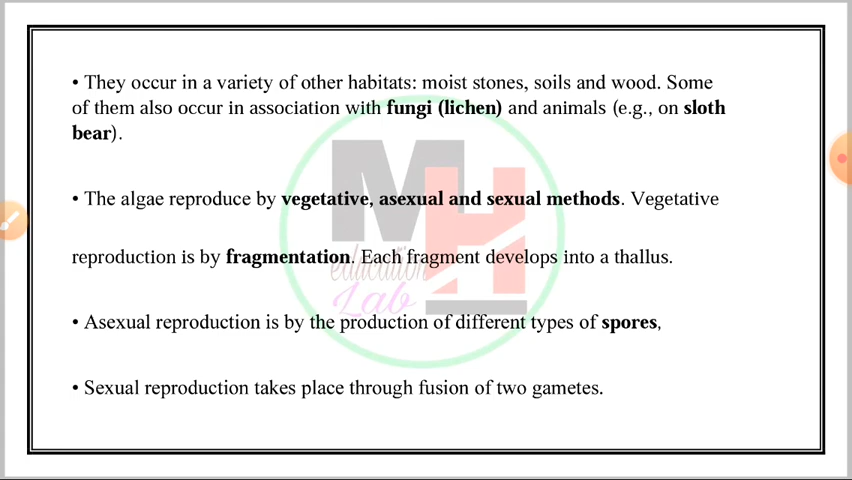 • They occur in a variety of other habitats: moist stones, soils and wood. Some
of them also occur in association with fungi (lichen) and animals (e.g., on sloth
bear).
• The algae reproduce by vegetative, asexual and sexual methods. Vegetative
reproduction is by fragmentation. Each fragment develops into a thallus.
• Asexual reproduction is by the production of different types of spores,
• Sexual reproduction takes place through fusion of two gametes.
MH
education
Lab